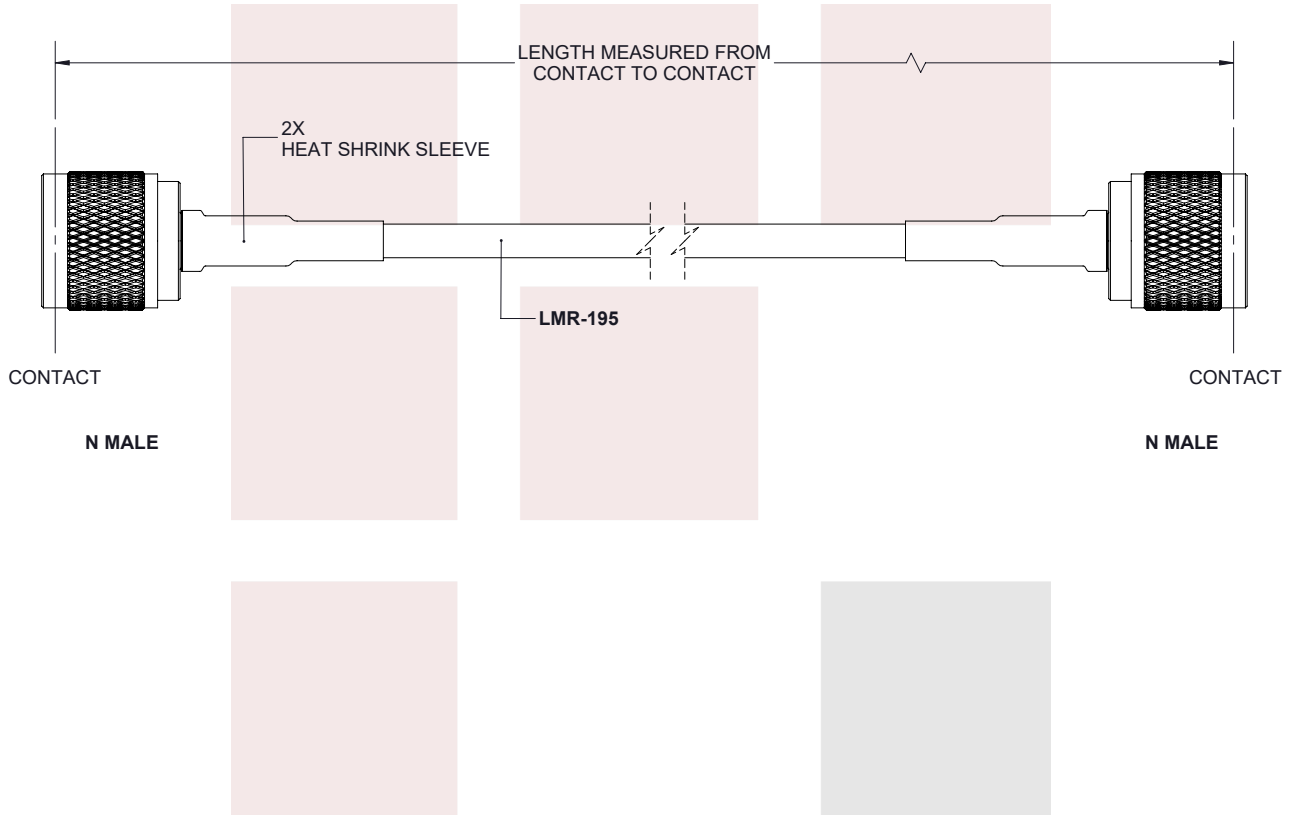 LENGTH MEASURED FROM
CONTACT TO CONTACT
2X
HEAT SHRINK SLEEVE
LMR-195
CONTACT
CONTACT
N MALE
N MALE